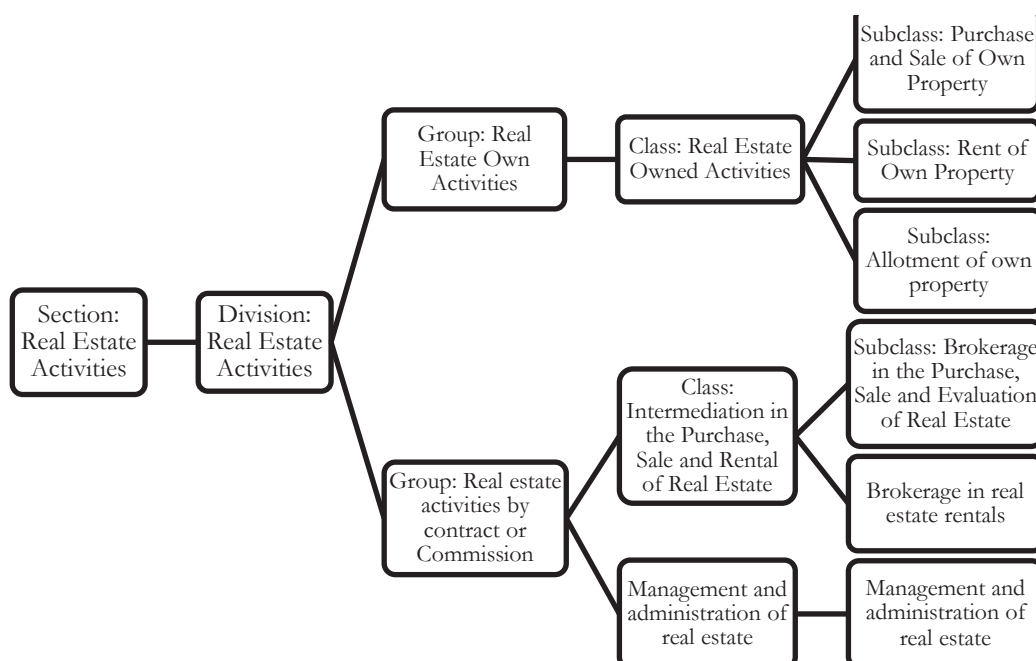 Section:
Real Estate
Activities
Division:
Real Estate
Activities
Group: Real
Estate Own
Activities
Class: Real Estate
Owned Activities
Subclass: Purchase
and Sale of Own
Property
Subclass: Rent of
Own Property
Subclass:
Allotment of own
property
Group: Real estate
activities by
contract or
Commission
Class:
Intermediation in
the Purchase,
Sale and Rental
of Real Estate
Subclass: Brokerage
in the Purchase,
Sale and Evaluation
of Real Estate
Brokerage in real
estate rentals
Management and
administration of
real estate
Management and
administration of
real estate